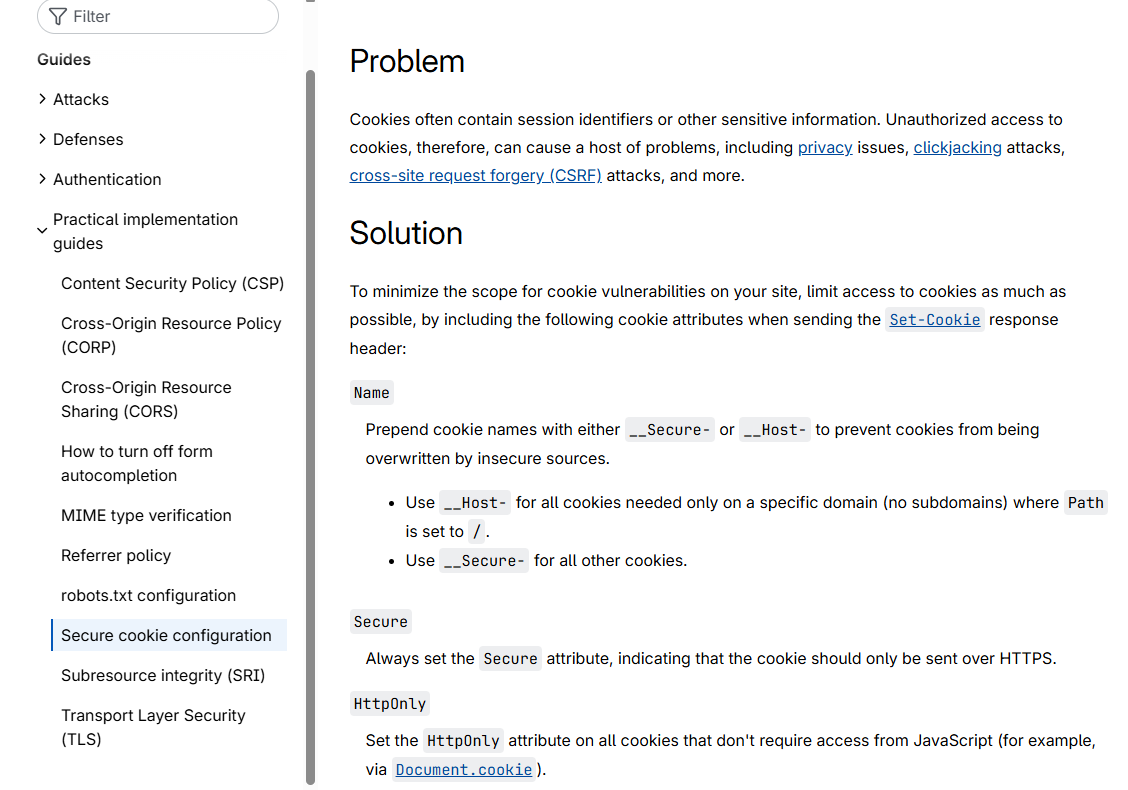 Filter
Guides
Attacks
Defenses
Authentication
Practical implementation
guides
Content Security Policy (CSP)
Cross-Origin Resource Policy
(CORP)
Cross-Origin Resource
Sharing (CORS)
How to turn off form
autocompletion
MIME type verification
Referrer policy
robots.txt configuration
Secure cookie configuration
Subresource integrity (SRI)
Transport Layer Security
(TLS)
Problem
Cookies often contain session identifiers or other sensitive information. Unauthorized access to
cookies, therefore, can cause a host of problems, including privacy issues, clickjacking attacks,
cross-site request forgery (CSRF) attacks, and more.
Solution
To minimize the scope for cookie vulnerabilities on your site, limit access to cookies as much as
possible, by including the following cookie attributes when sending the Set-Cookie response
header:
Name
Prepend cookie names with either __Secure- or __Host- to prevent cookies from being
overwritten by insecure sources.
• Use __Host- for all cookies needed only on a specific domain (no subdomains) where Path
is set to /.
• Use __Secure- for all other cookies.
Secure
Always set the Secure attribute, indicating that the cookie should only be sent over HTTPS.
HttpOnly
Set the HttpOnly attribute on all cookies that don't require access from JavaScript (for example,
via Document.cookie).